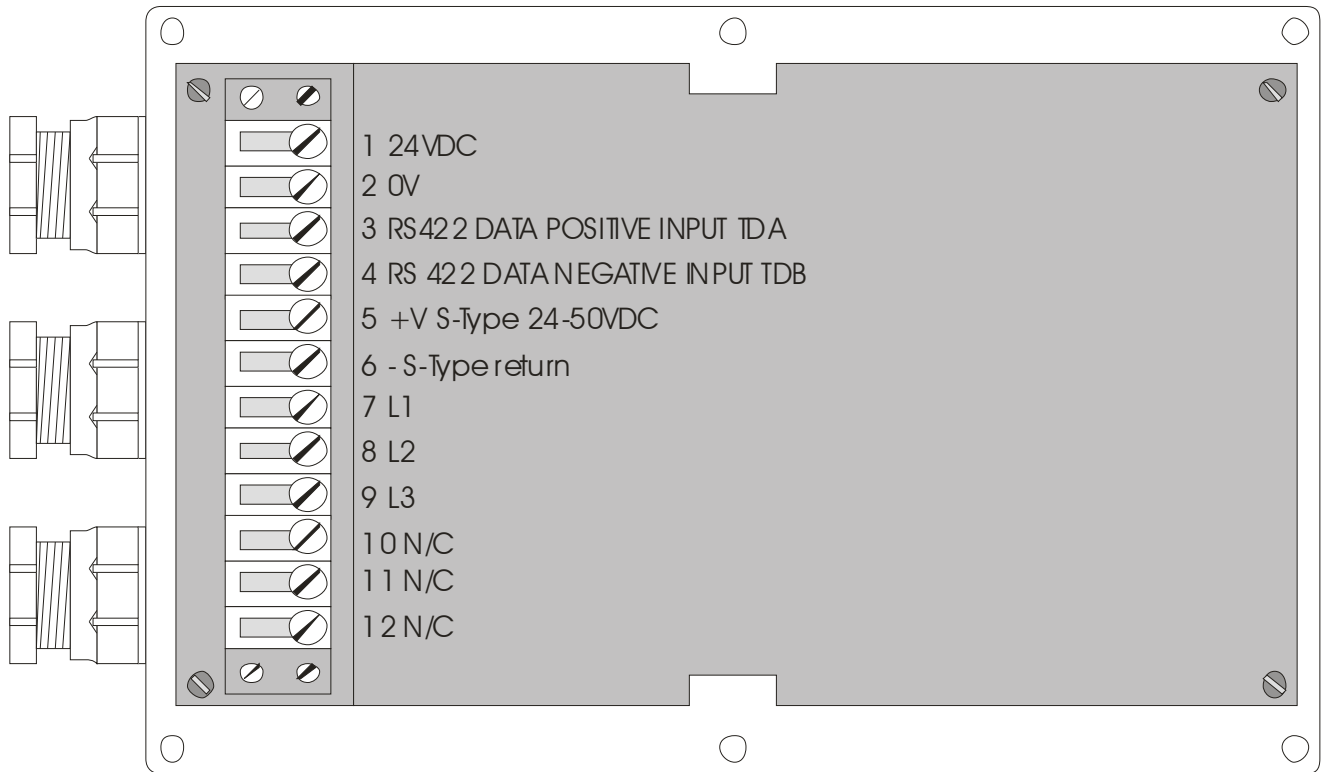 1 24VDC
2 0V
3 RS422 DATA POSITIVE INPUT TDA
4 RS 422 DATA NEGATIVE INPUT TDB
5 +V S-Type 24-50VDC
6 - S-Type return
7 L1
8 L2
9 L3
10 N/C
11 N/C
12 N/C